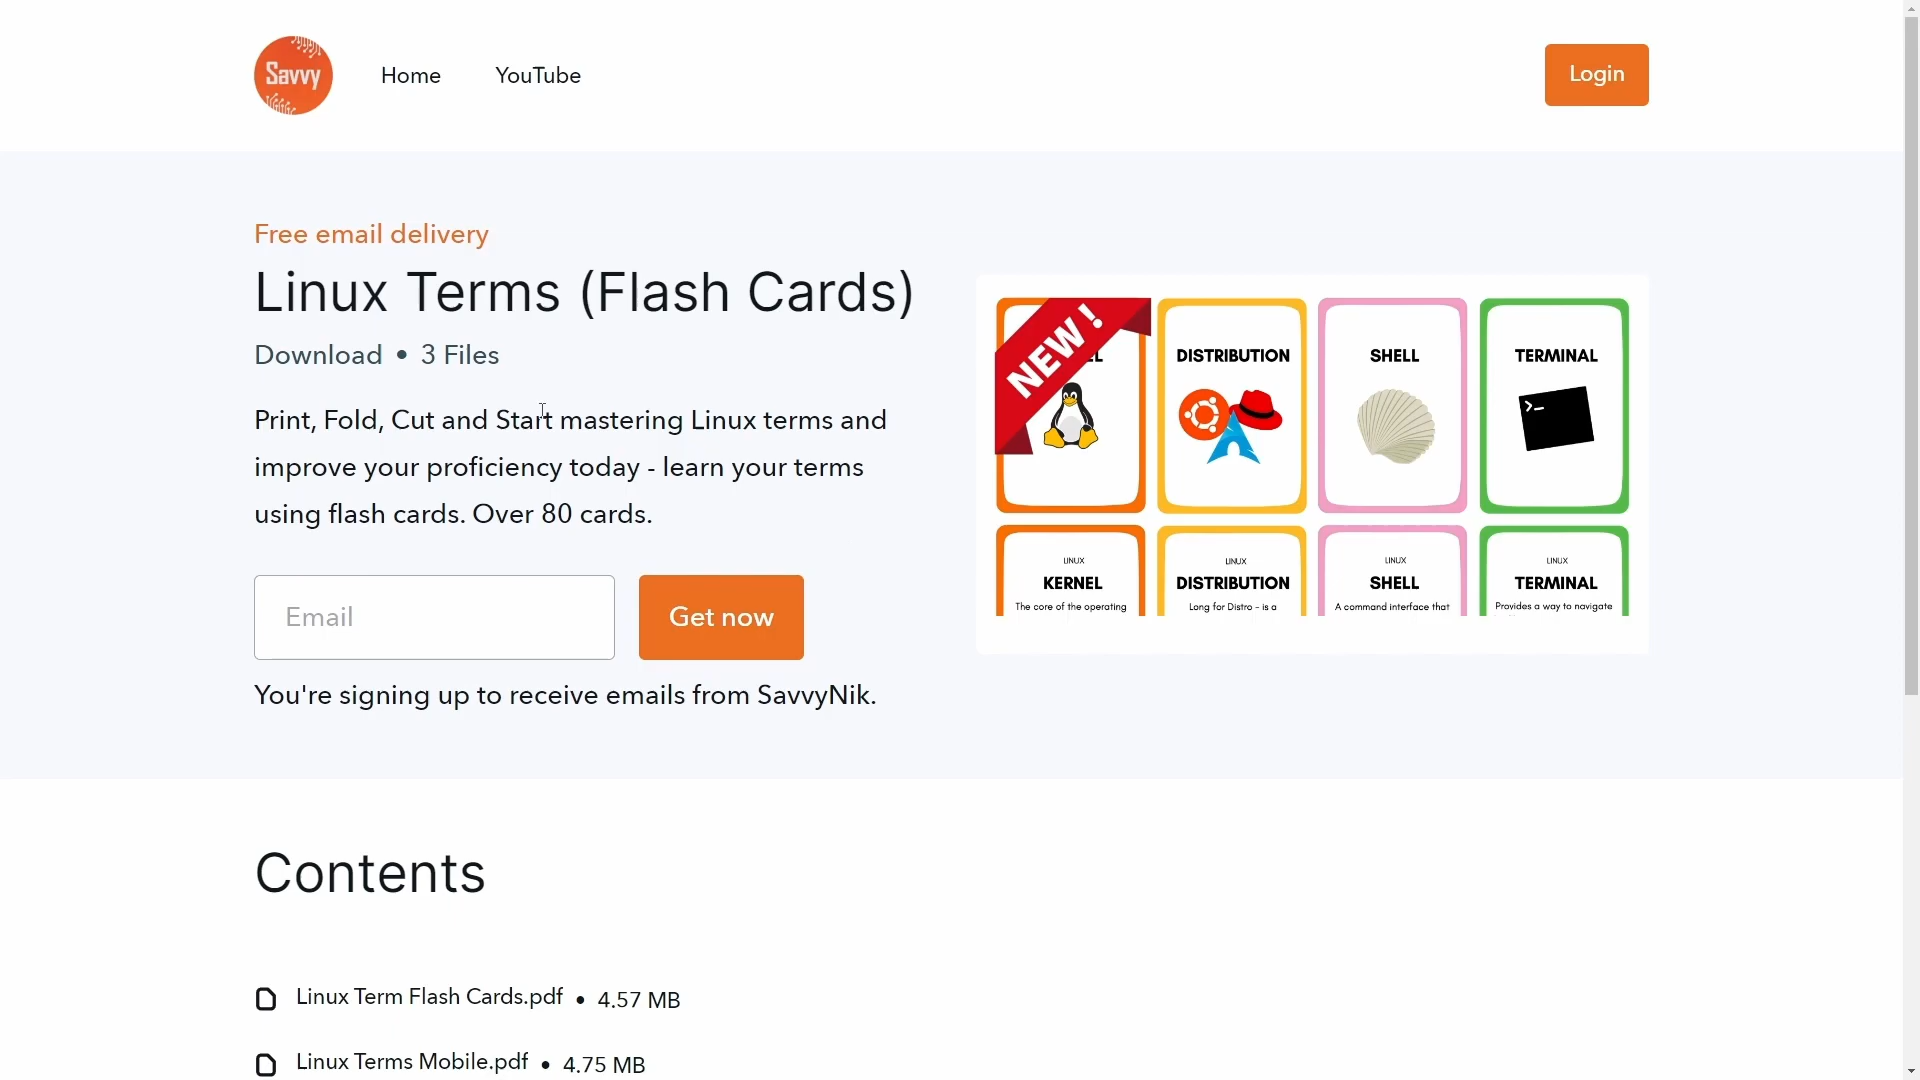 Savvy
Home
YouTube
Login
Free email delivery
Linux Terms (Flash Cards)
Download • 3 Files
Print, Fold, Cut and Start mastering Linux terms and
improve your proficiency today - learn your terms
using flash cards. Over 80 cards.
Email
Get now
You're signing up to receive emails from SavvyNik.
NEW !
DISTRIBUTION
SHELL
TERMINAL
>_
LINUX
KERNEL
The core of the operating
LINUX
DISTRIBUTION
Long for Distro - is a
LINUX
SHELL
A command interface that
LINUX
TERMINAL
Provides a way to navigate
Contents
Linux Term Flash Cards.pdf • 4.57 MB
Linux Terms Mobile.pdf • 4.75 MB